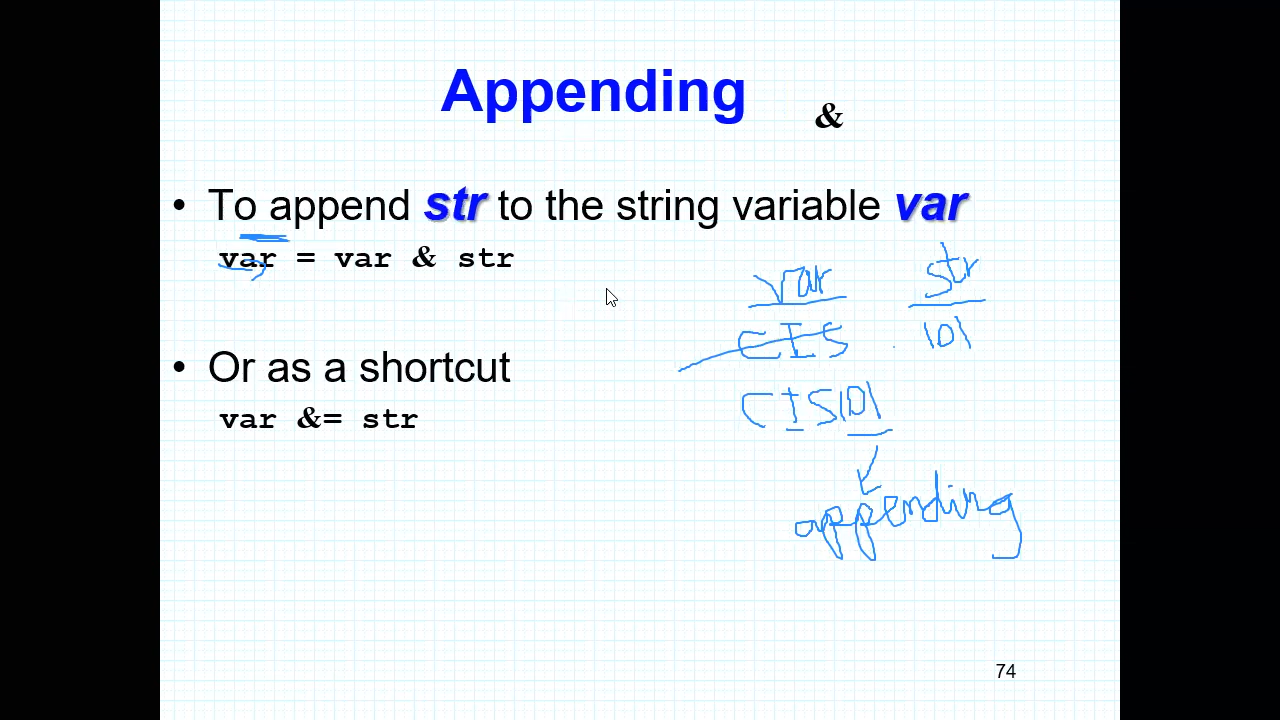 Appending &
• To append str to the string variable var
var = var & str
var str
CIS 101
• Or as a shortcut
CIS101
var &= str
appending
74